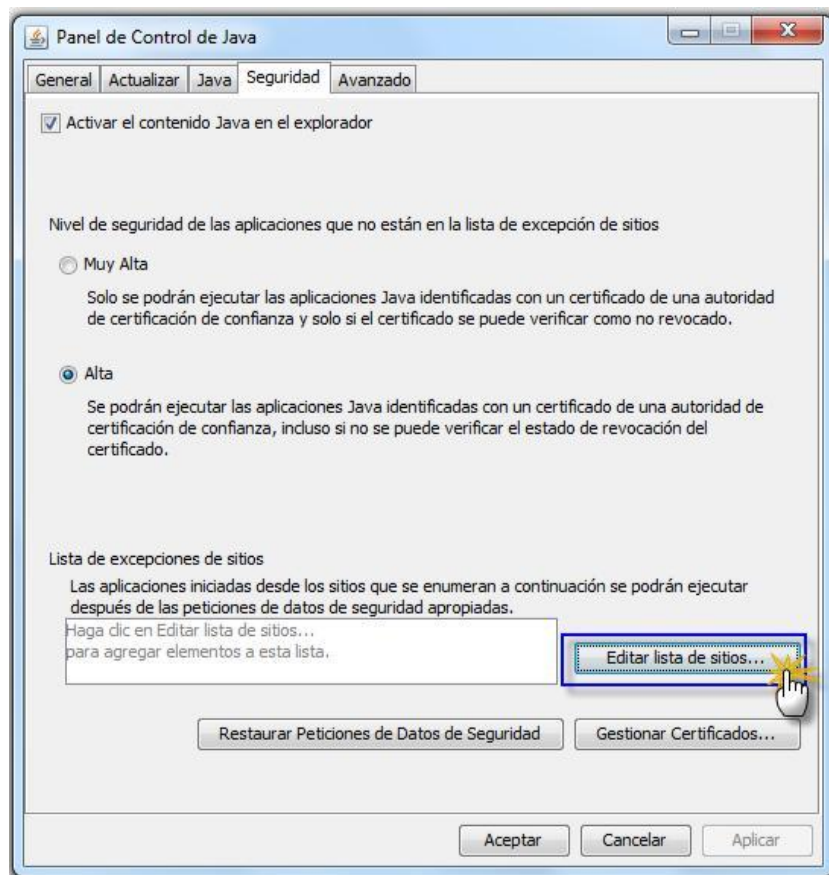 Panel de Control de Java
General Actualizar Java Seguridad Avanzado
Activar el contenido Java en el explorador
Nivel de seguridad de las aplicaciones que no están en la lista de excepción de sitios
Muy Alta
Solo se podrán ejecutar las aplicaciones Java identificadas con un certificado de una autoridad
de certificación de confianza y solo si el certificado se puede verificar como no revocado.
Alta
Se podrán ejecutar las aplicaciones Java identificadas con un certificado de una autoridad de
certificación de confianza, incluso si no se puede verificar el estado de revocación del
certificado.
Lista de excepciones de sitios
Las aplicaciones iniciadas desde los sitios que se enumeran a continuación se podrán ejecutar
después de las peticiones de datos de seguridad apropiadas.
Haga clic en Editar lista de sitios...
para agregar elementos a esta lista.
Editar lista de sitios...
Restaurar Peticiones de Datos de Seguridad Gestionar Certificados...
Aceptar Cancelar Aplicar